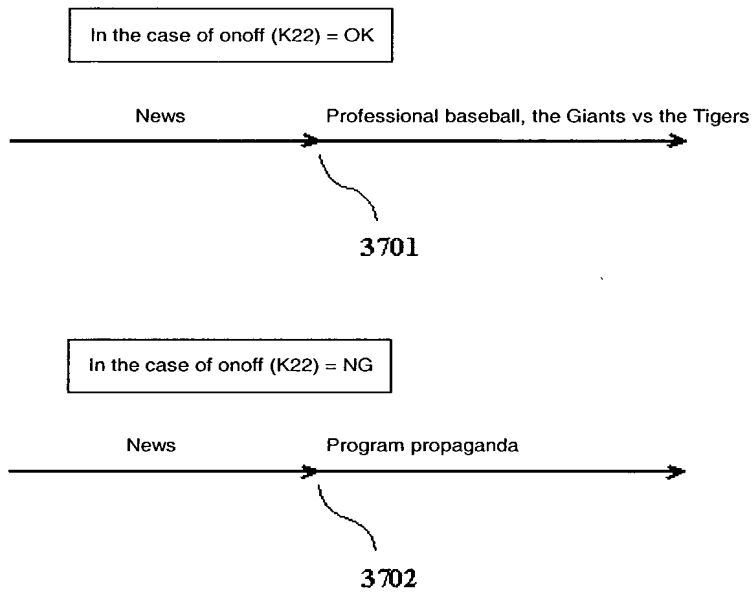 In the case of onoff (K22) = OK
News
Professional baseball, the Giants vs the Tigers
3701
In the case of onoff (K22) = NG
News
Program propaganda
3702